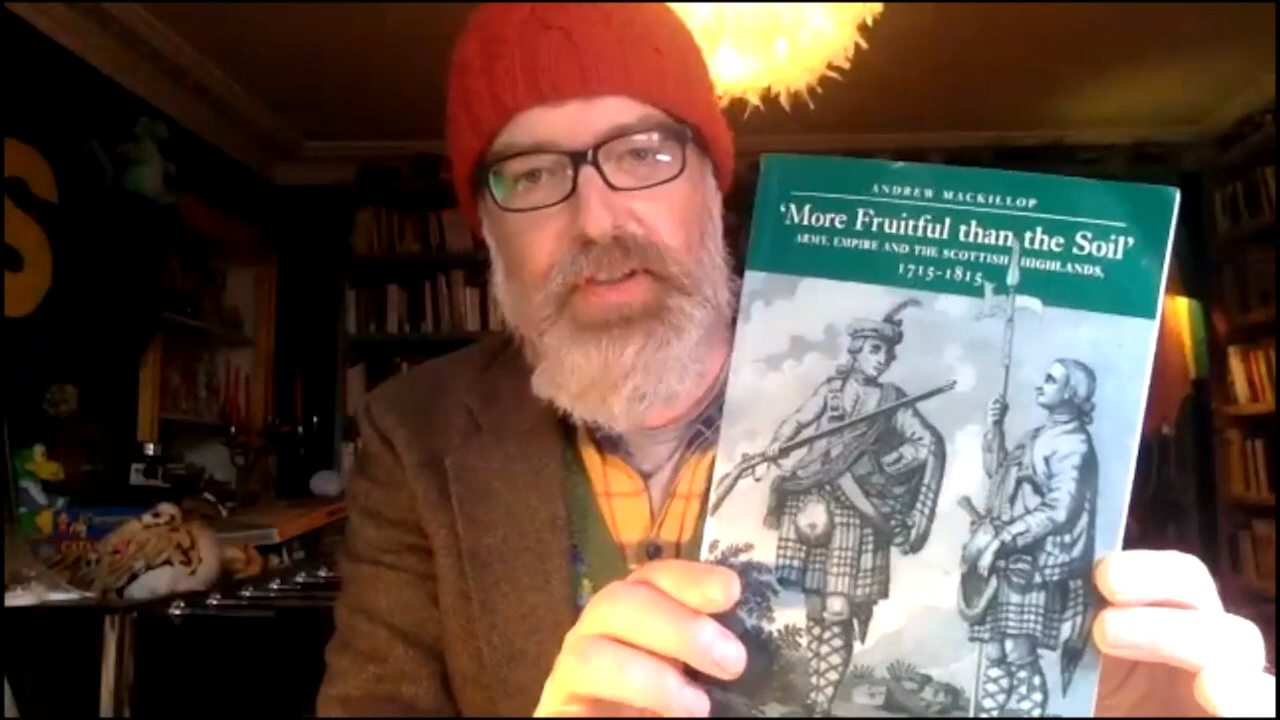 ANDREW MACKILLOP
'More Fruitful than the Soil'
ARMY, EMPIRE AND THE SCOTTISH HIGHLANDS,
1715-1815